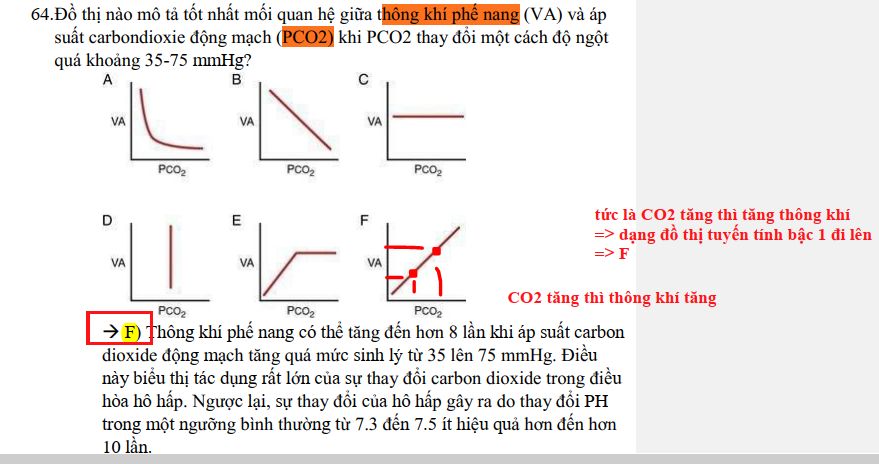 64.Đồ thị nào mô tả tốt nhất mối quan hệ giữa thông khí phế nang (VA) và áp
suất carbondioxie động mạch (PCO2) khi PCO2 thay đổi một cách độ ngột
quá khoảng 35-75 mmHg?
A B C
VA VA VA
PCO₂ PCO₂ PCO₂
D E F
VA VA VA
PCO₂ PCO₂ PCO₂
tức là CO2 tăng thì tăng thông khí
=> dạng đồ thị tuyến tính bậc 1 đi lên
=> F
CO2 tăng thì thông khí tăng
→ F) Thông khí phế nang có thể tăng đến hơn 8 lần khi áp suất carbon
dioxide động mạch tăng quá mức sinh lý từ 35 lên 75 mmHg. Điều
này biểu thị tác dụng rất lớn của sự thay đổi carbon dioxide trong điều
hòa hô hấp. Ngược lại, sự thay đổi của hô hấp gây ra do thay đổi PH
trong một ngưỡng bình thường từ 7.3 đến 7.5 ít hiệu quả hơn đến hơn
10 lần.